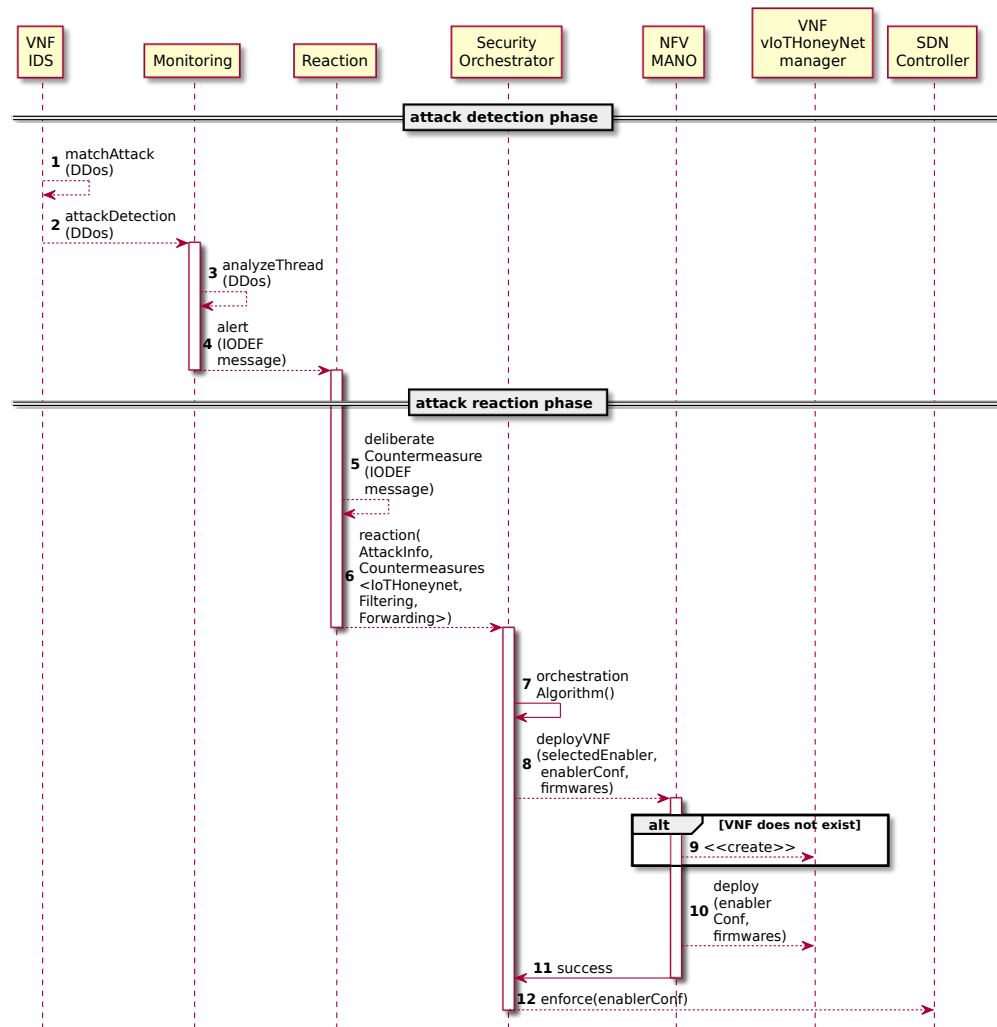 VNF
IDS
Monitoring
Reaction
Security
Orchestrator
NFV
MANO
VNF
vIoTHoneyNet
manager
SDN
Controller
attack detection phase
1 matchAttack
(DDos)
2 attackDetection
(DDos)
3 analyzeThread
(DDos)
alert
4 (IODEF
message)
attack reaction phase
deliberate
Countermeasure
5 (IODEF
message)
reaction(
AttackInfo,
Countermeasures
6 <IoTHoneynet,
Filtering,
Forwarding>)
7 orchestration
Algorithm()
deployVNF
(selectedEnabler,
8 enablerConf,
firmwares)
alt [VNF does not exist]
9 <<create>>
deploy
(enabler
10 Conf,
firmwares)
11 success
12 enforce(enablerConf)